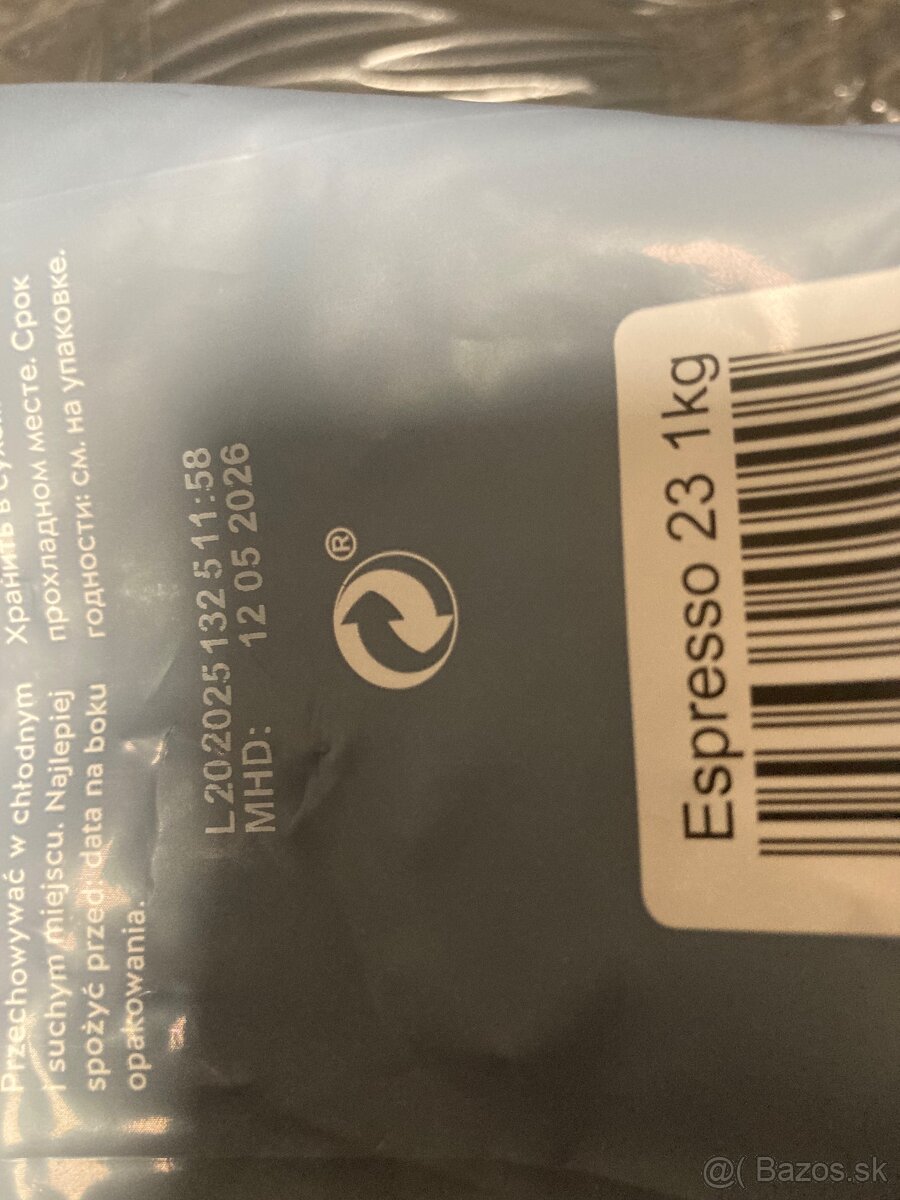 Przechowywać w chłodnym
i suchym miejscu. Najlepiej
spożyć przed: data na boku
opakowania.
Хранить в
прохладном месте. Срок
годности: см. на упаковке.
L 202025132 5 11:58
MHD: 12 05 2026
®
Espresso 23 1kg
@( Bazos.sk